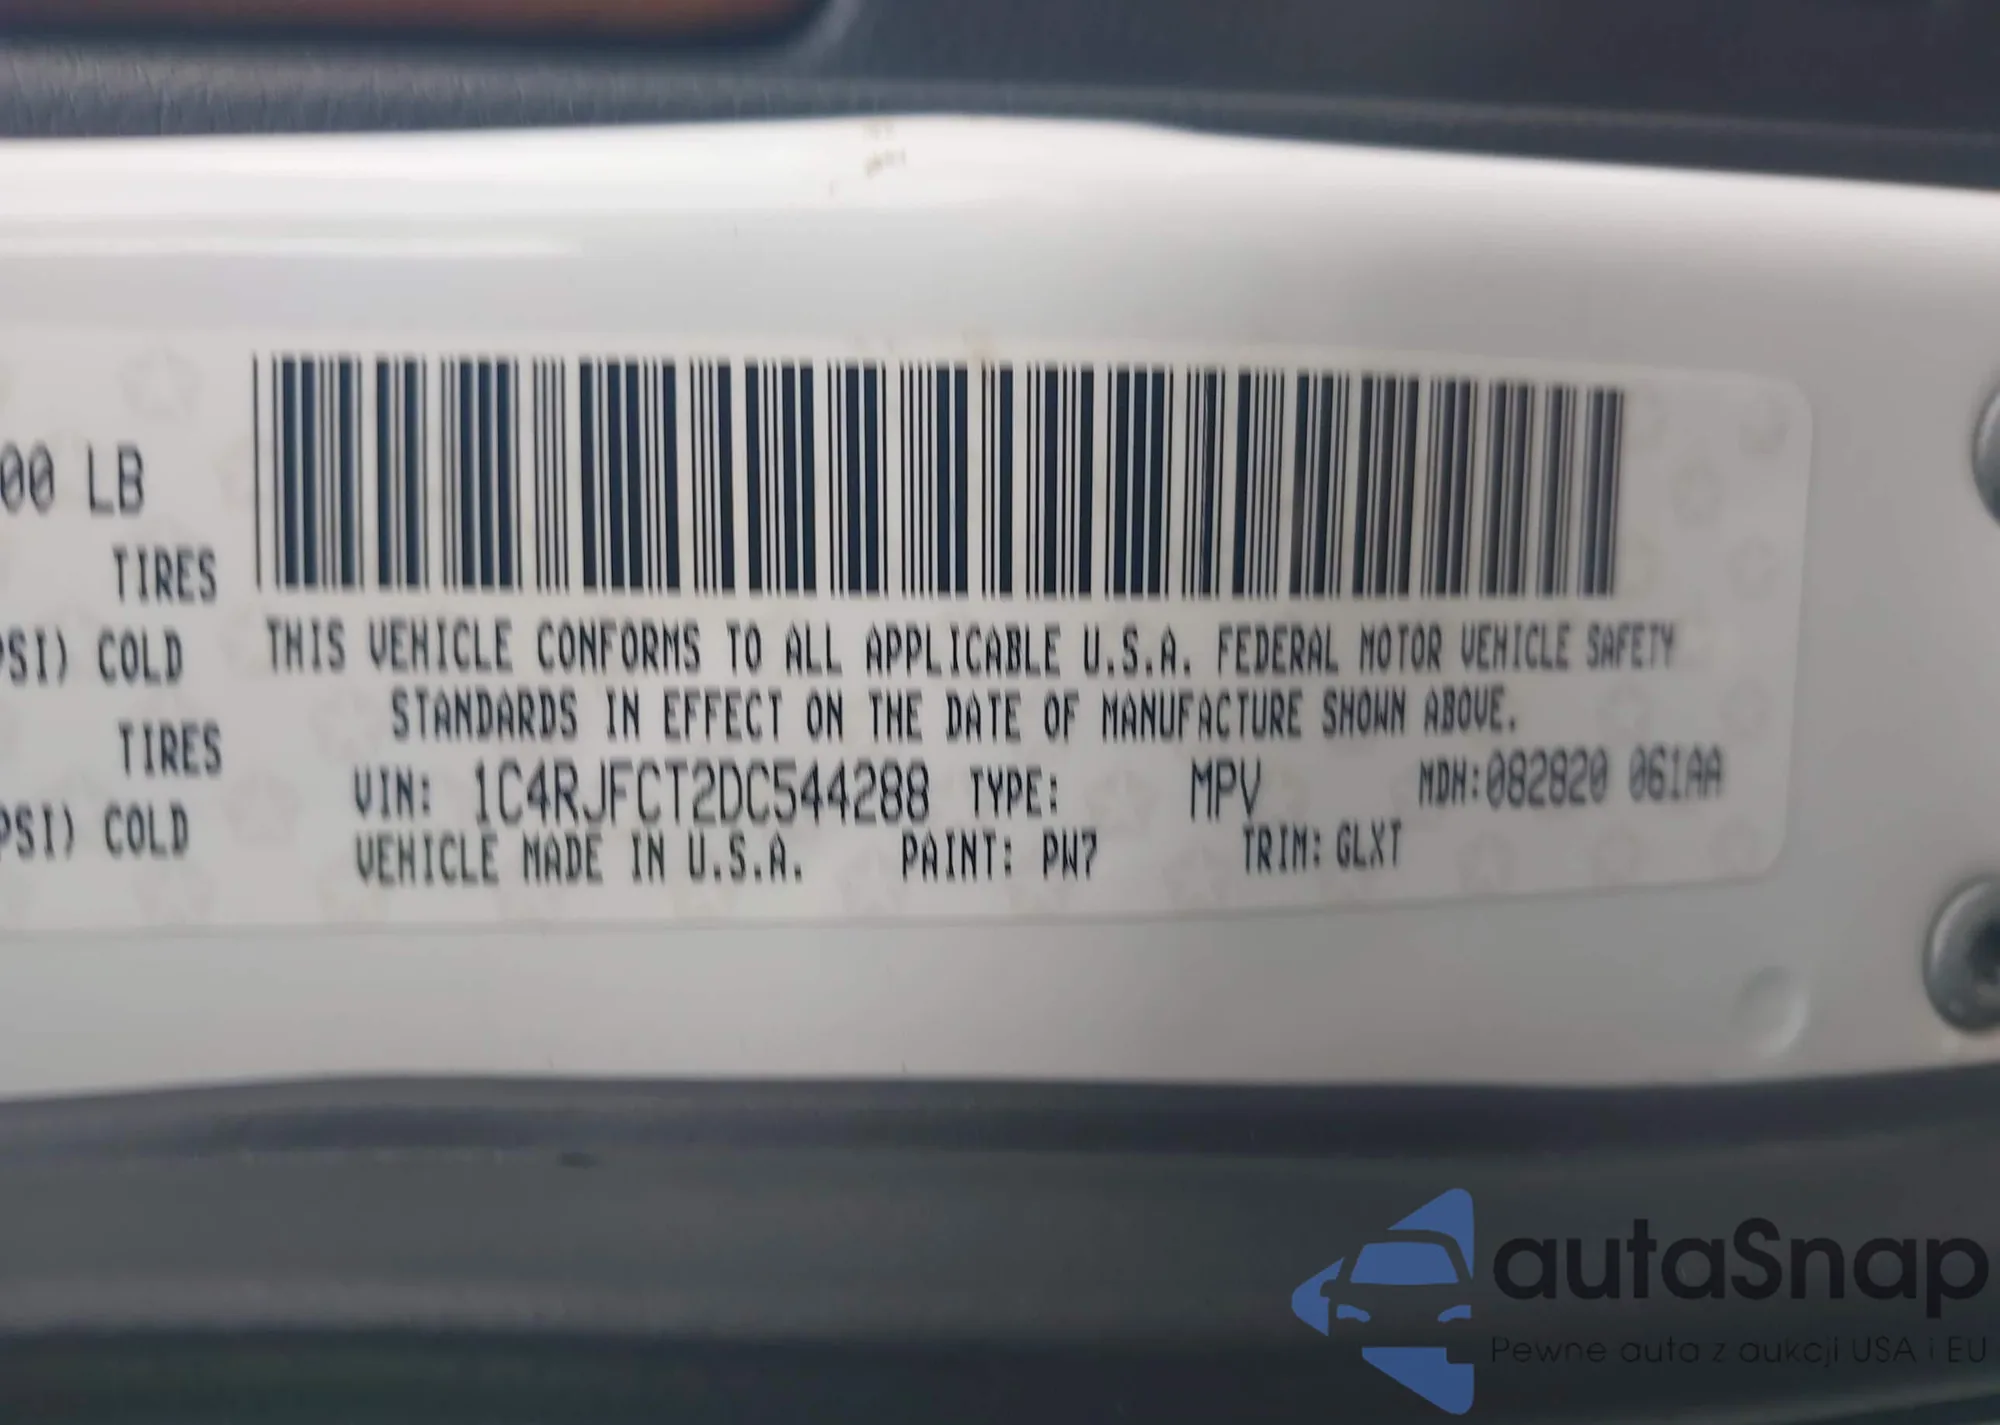 00 LB
TIRES
PSI) COLD
TIRES
PSI) COLD
THIS VEHICLE CONFORMS TO ALL APPLICABLE U.S.A. FEDERAL MOTOR VEHICLE SAFETY
STANDARDS IN EFFECT ON THE DATE OF MANUFACTURE SHOWN ABOVE.
VIN: 1C4RJFCT2DC544288 TYPE: MPV MDH:082820 061AA
VEHICLE MADE IN U.S.A. PAINT: PW7 TRIM: GLXT
autaSnap
Pewne auta z aukcji USA i EU